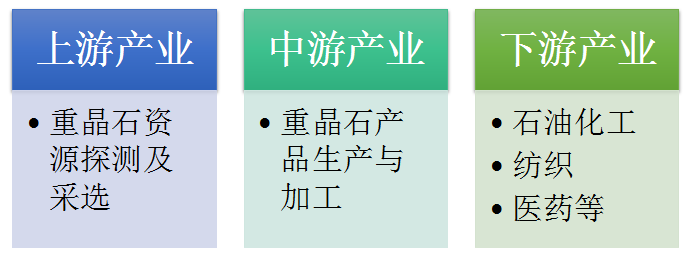 上游产业
• 重晶石资
源探测及
采选
中游产业
• 重晶石产
品生产与
加工
下游产业
• 石油化工
• 纺织
• 医药等